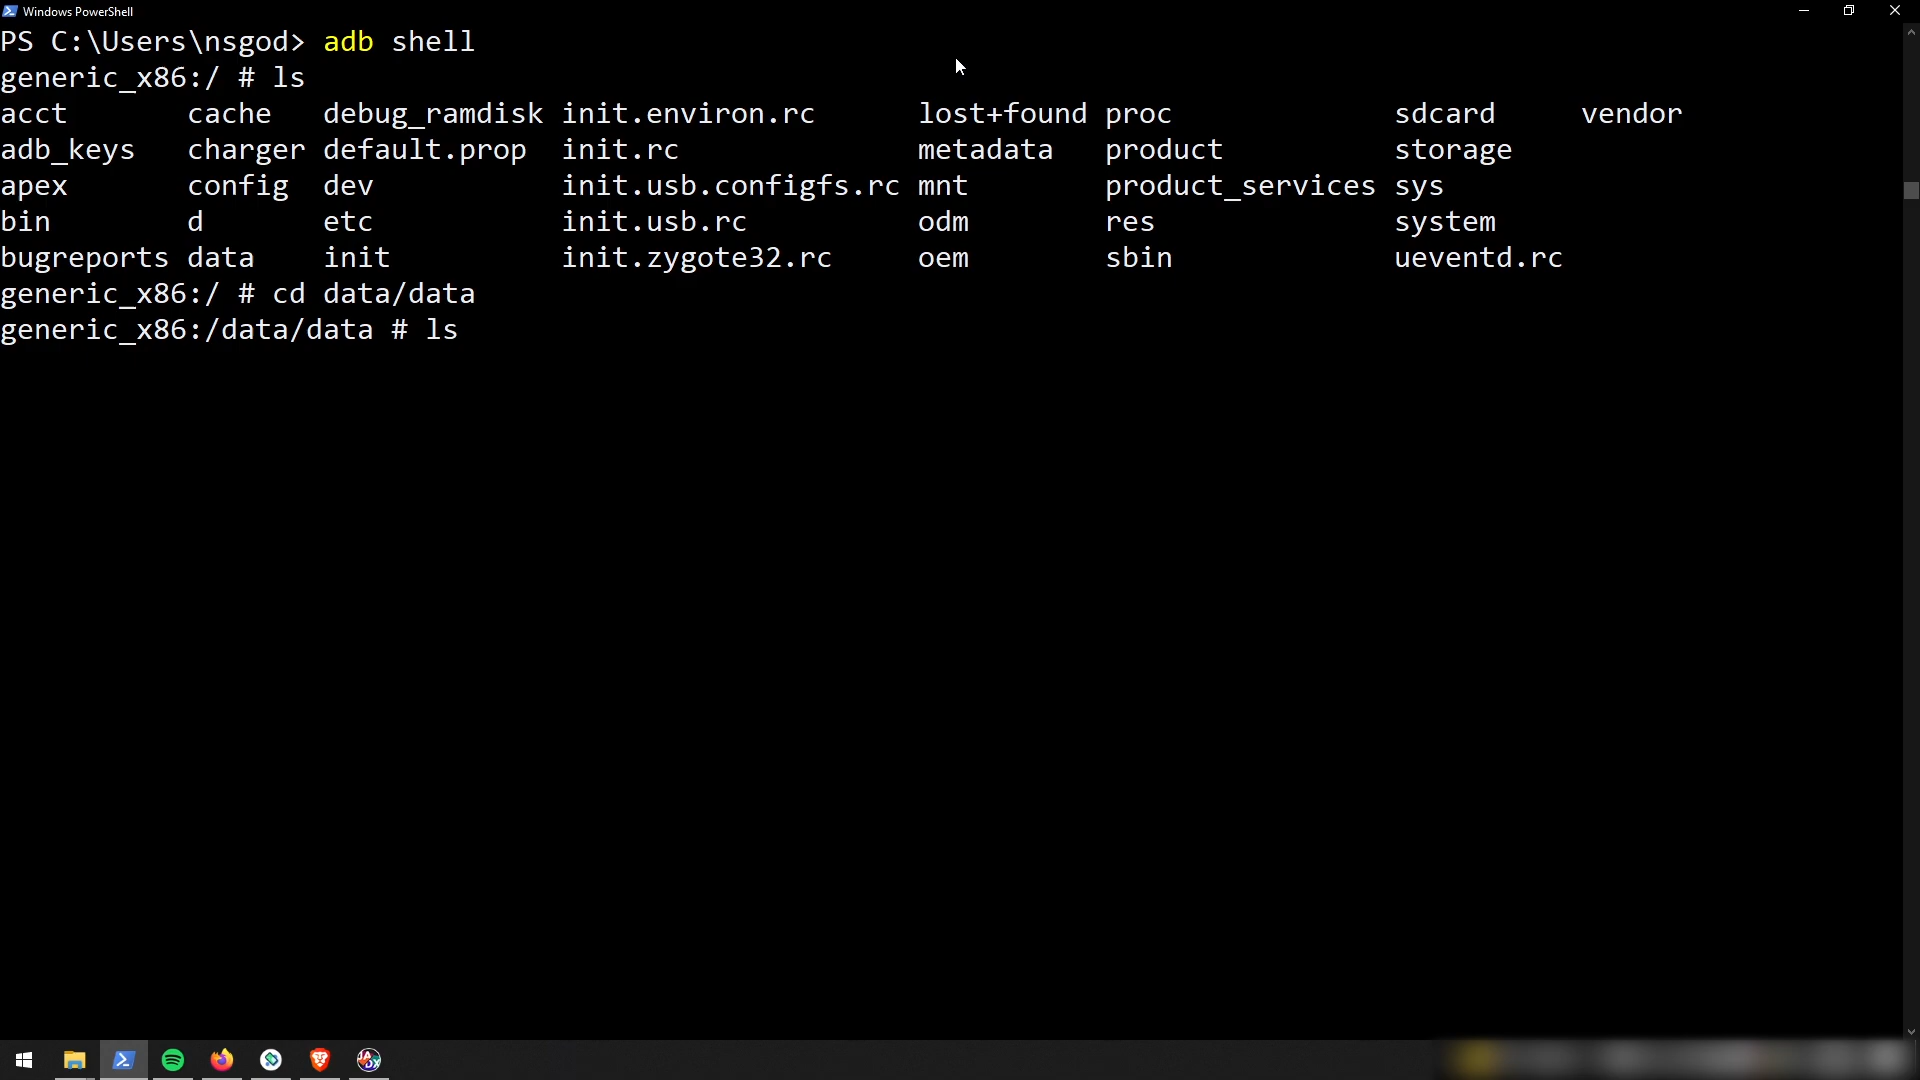 Windows PowerShell
PS C:\Users\nsgod> adb shell
generic_x86:/ # ls
acct cache debug_ramdisk init.environ.rc lost+found proc sdcard vendor
adb_keys charger default.prop init.rc metadata product storage
apex config dev init.usb.configfs.rc mnt product_services sys
bin d etc init.usb.rc odm res system
bugreports data init init.zygote32.rc oem sbin ueventd.rc
generic_x86:/ # cd data/data
generic_x86:/data/data # ls
JADX